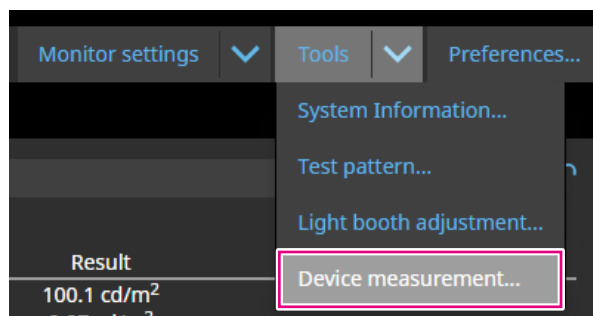 Monitor settings Tools Preferences...
System Information...
Test pattern...
Light booth adjustment...
Device measurement...
Result
100.1 cd/m²